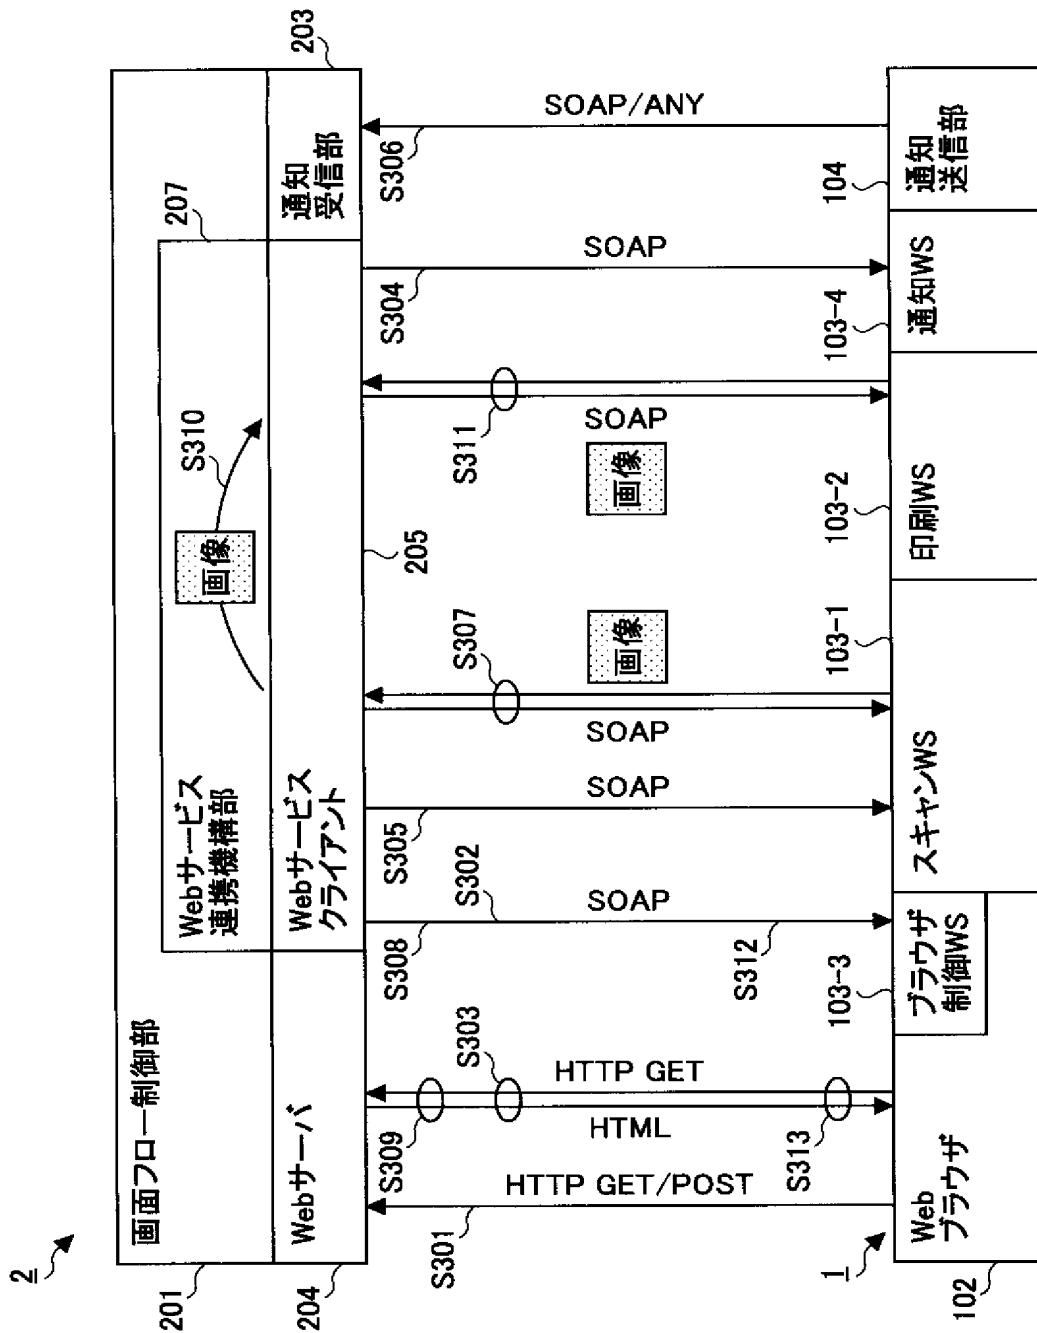 2
201
画面フロー制御部
207
Webサービス
連携機構部
画像
S310
204
Webサーバ
Webサービス
クライアント
205
通知
受信部
203
S301
HTTP GET/POST
S309
S303
HTTP GET
HTML
S313
S308
S302
SOAP
S312
S305
SOAP
S307
SOAP
画像
S311
SOAP
画像
S304
SOAP
S306
SOAP/ANY
1
102
Web
ブラウザ
103-3
ブラウザ
制御WS
103-1
スキャンWS
103-2
印刷WS
103-4
通知WS
104
通知
送信部